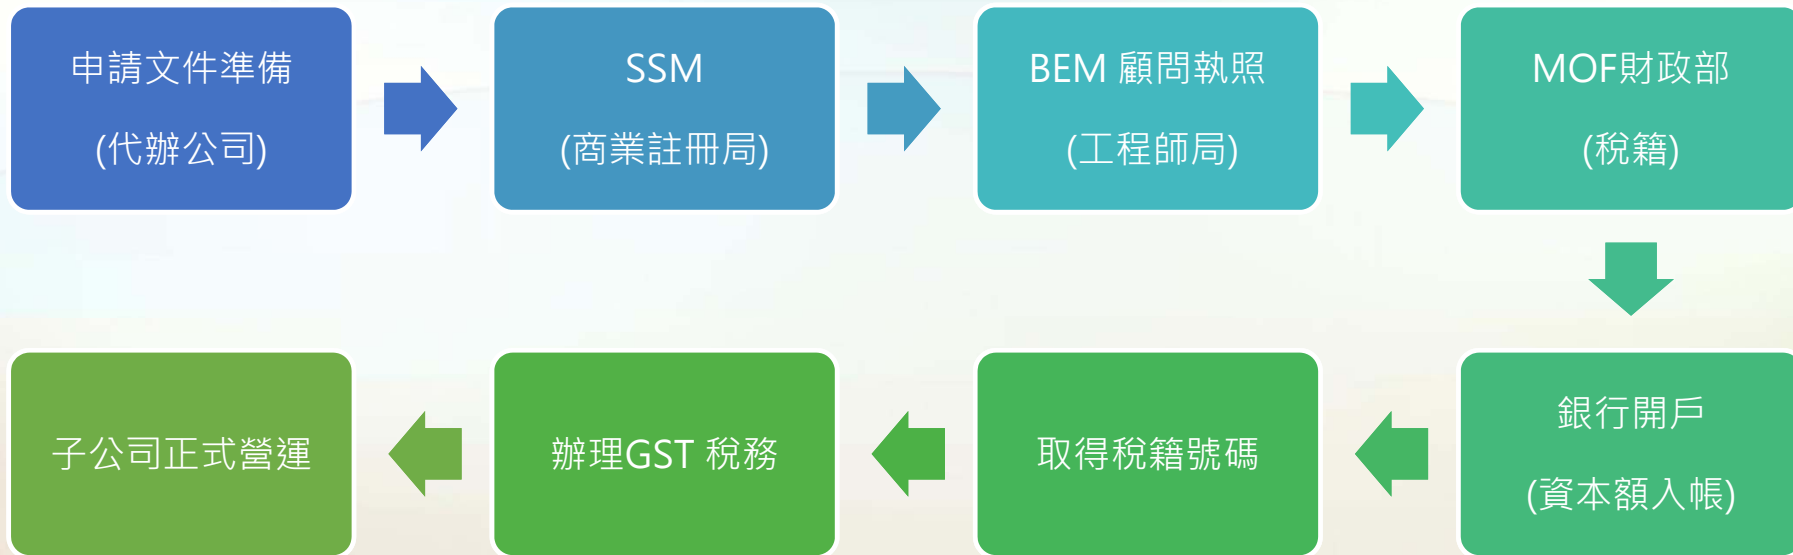 申請文件準備
(代辦公司)
SSM
(商業註冊局)
BEM 顧問執照
(工程師局)
MOF財政部
(稅籍)
銀行開戶
(資本額入帳)
取得稅籍號碼
辦理GST 稅務
子公司正式營運